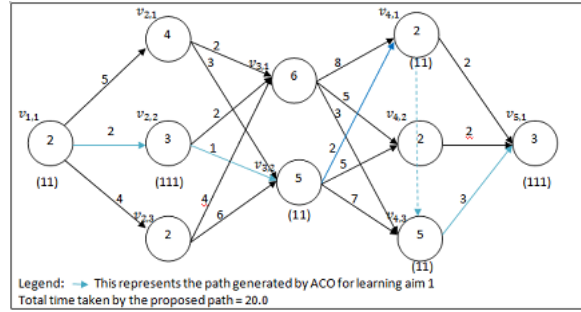 v4,1
v2,1
2
4
2
(11)
8
2
5
3
v3,1
6
v1,1
v2,2
5
3
v4,2
v5,1
2
2
3
2
2
2
3
(11)
(111)
1
v3,2
2
5
(111)
4
5
3
v2,3
6
(11)
7
v4,3
4
2
5
(11)
Legend: This represents the path generated by ACO for learning aim 1
Total time taken by the proposed path = 20.0